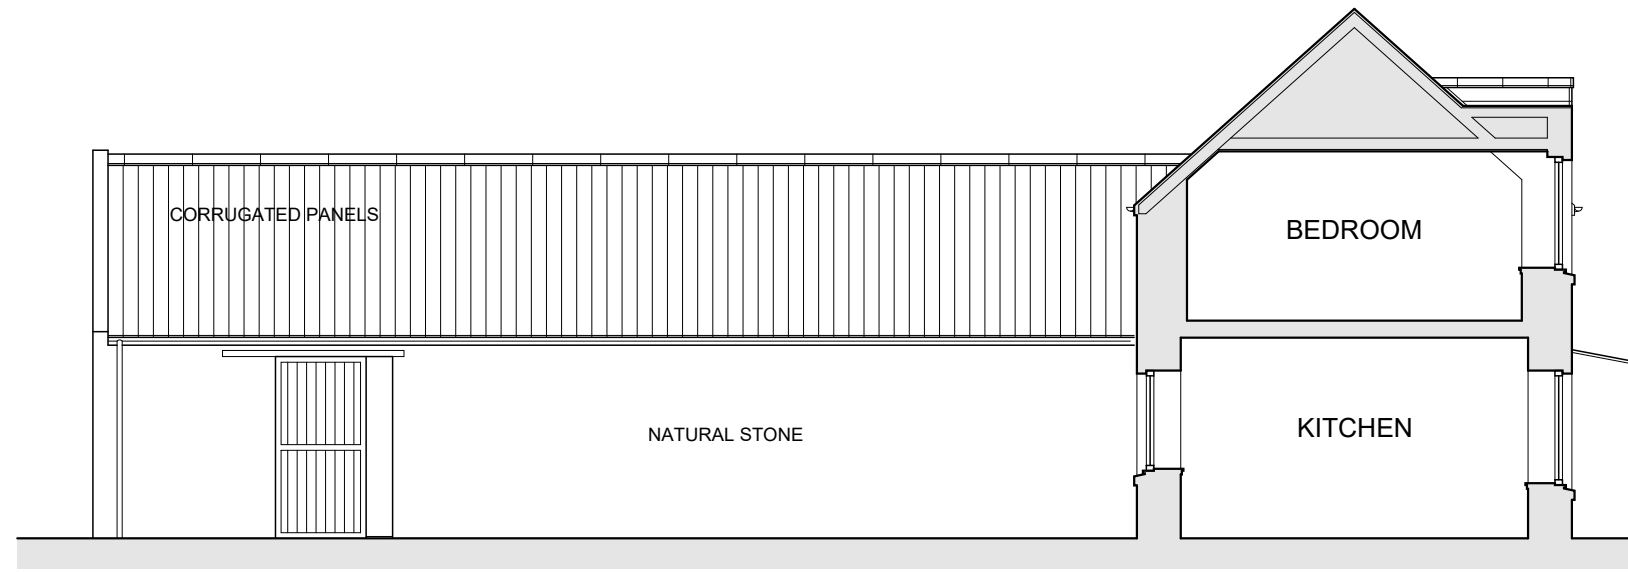 CORRUGATED PANELS
BEDROOM
KITCHEN
NATURAL STONE